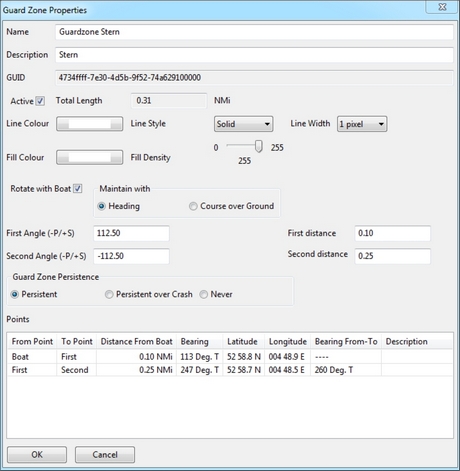 Guard Zone Properties
Name Guardzone Stern
Description Stern
GUID 4734ffff-7e30-4d5b-9f52-74a629100000
Active Total Length 0.31 NMi
Line Colour Line Style Solid Line Width 1 pixel
Fill Colour Fill Density 0 255
255
Rotate with Boat Maintain with
Heading Course over Ground
First Angle (-P/+S) 112.50 First distance 0.10
Second Angle (-P/+S) -112.50 Second distance 0.25
Guard Zone Persistence
Persistent Persistent over Crash Never
Points
From Point To Point Distance From Boat Bearing Latitude Longitude Bearing From-To Description
Boat First 0.10 NMi 113 Deg. T 52 58.8 N 004 48.9 E ----
First Second 0.25 NMi 247 Deg. T 52 58.7 N 004 48.5 E 260 Deg. T
OK Cancel